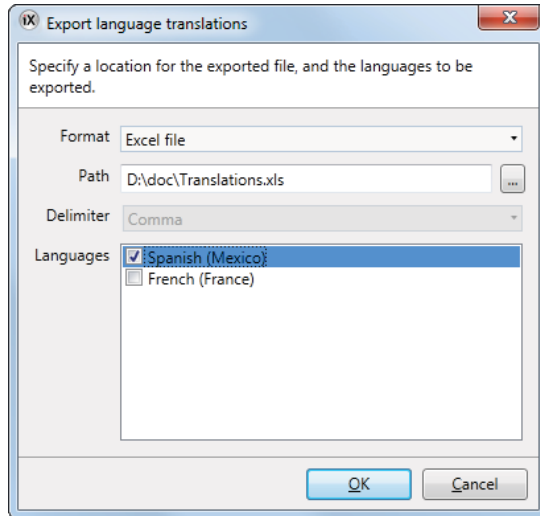 iX Export language translations
Specify a location for the exported file, and the languages to be
exported.
Format Excel file
Path D:\doc\Translations.xls ...
Delimiter Comma
Languages Spanish (Mexico)
French (France)
OK Cancel